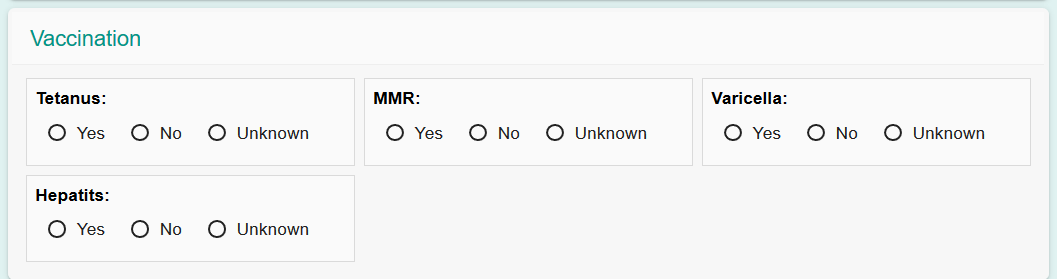 Vaccination
Tetanus: MMR: Varicella:
Yes No Unknown Yes No Unknown Yes No Unknown
Hepatits:
Yes No Unknown